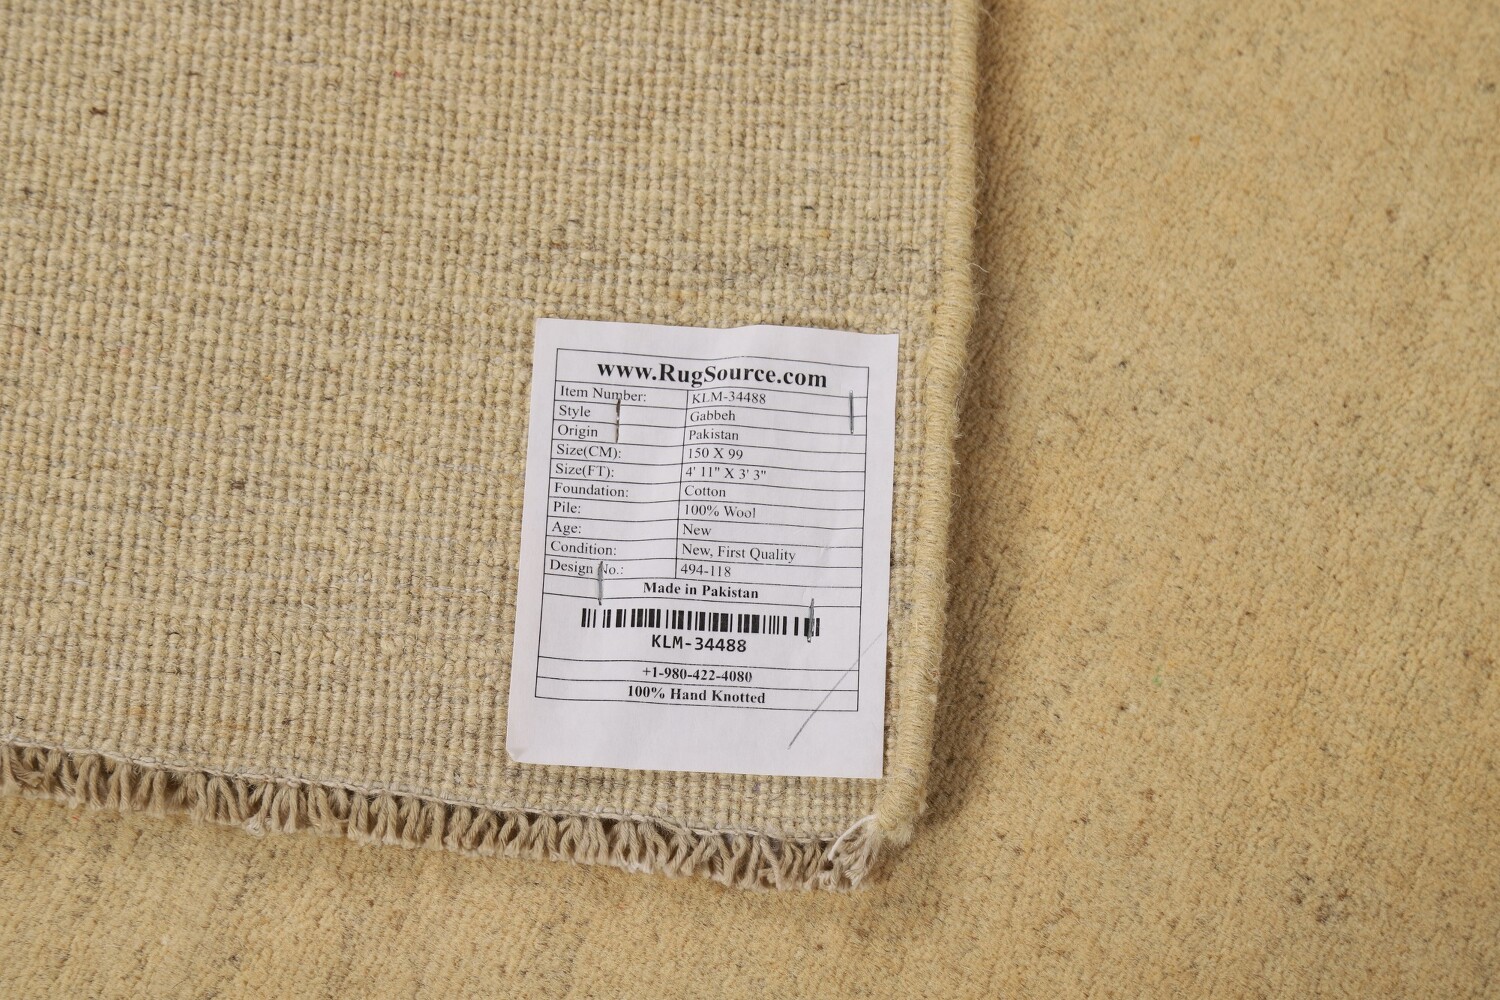 www.RugSource.com
Item Number: KLM-34488
Style Gabbeh
Origin Pakistan
Size(CM): 150 X 99
Size(FT): 4' 11" X 3' 3"
Foundation: Cotton
Pile: 100% Wool
Age: New
Condition: New, First Quality
Design No.: 494-118
Made in Pakistan
KLM-34488
+1-980-422-4080
100% Hand Knotted